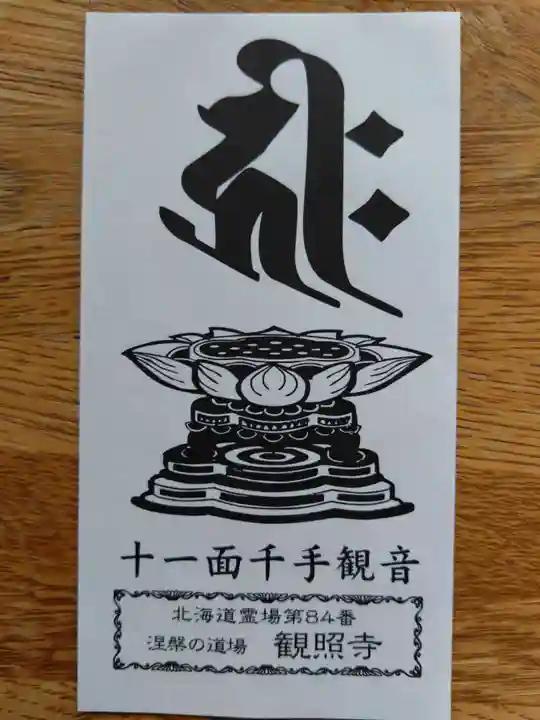 𑖮𑖿𑖨𑖱𑖾
十一面千手観音
北海道霊場第84番
涅槃の道場 観照寺